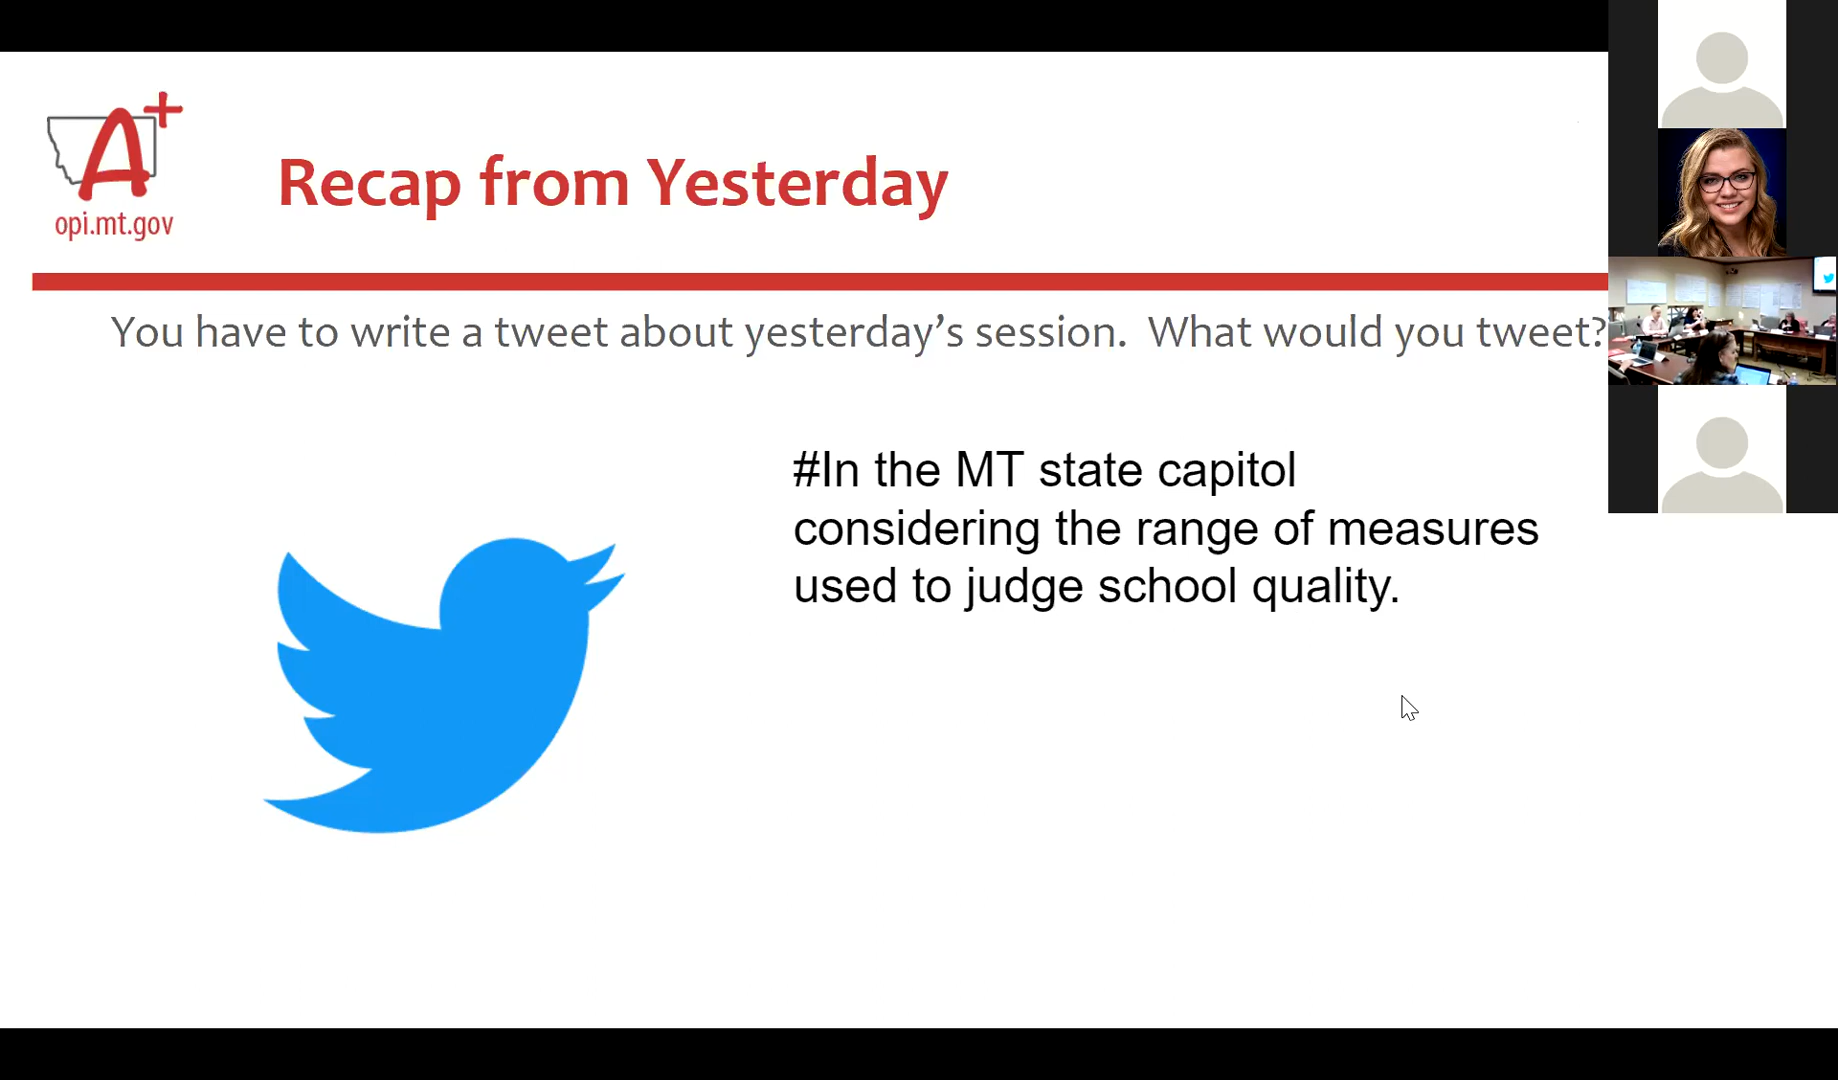 A+
opi.mt.gov
Recap from Yesterday
You have to write a tweet about yesterday’s session.  What would you tweet?
#In the MT state capitol
considering the range of measures
used to judge school quality.